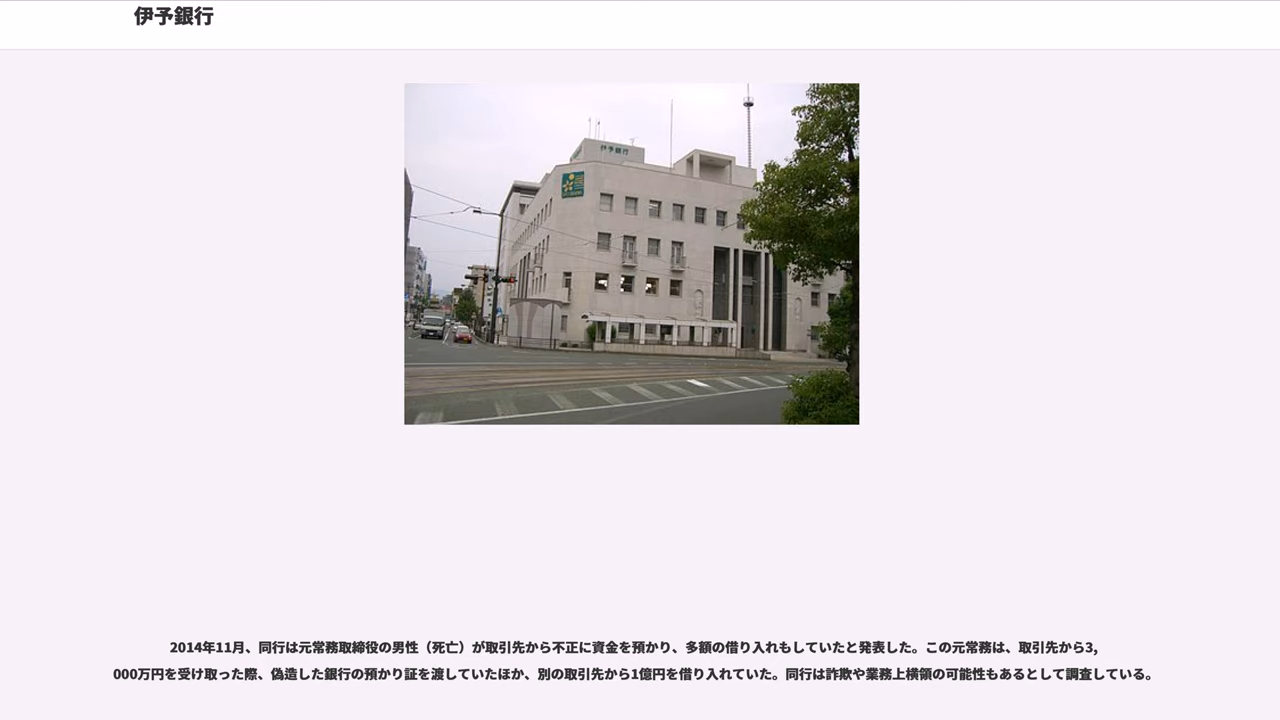 伊予銀行
伊予銀行
2014年11月、同行は元常務取締役の男性（死亡）が取引先から不正に資金を預かり、多額の借り入れもしていたと発表した。この元常務は、取引先から3,
000万円を受け取った際、偽造した銀行の預かり証を渡していたほか、別の取引先から1億円を借り入れていた。同行は詐欺や業務上横領の可能性もあるとして調査している。